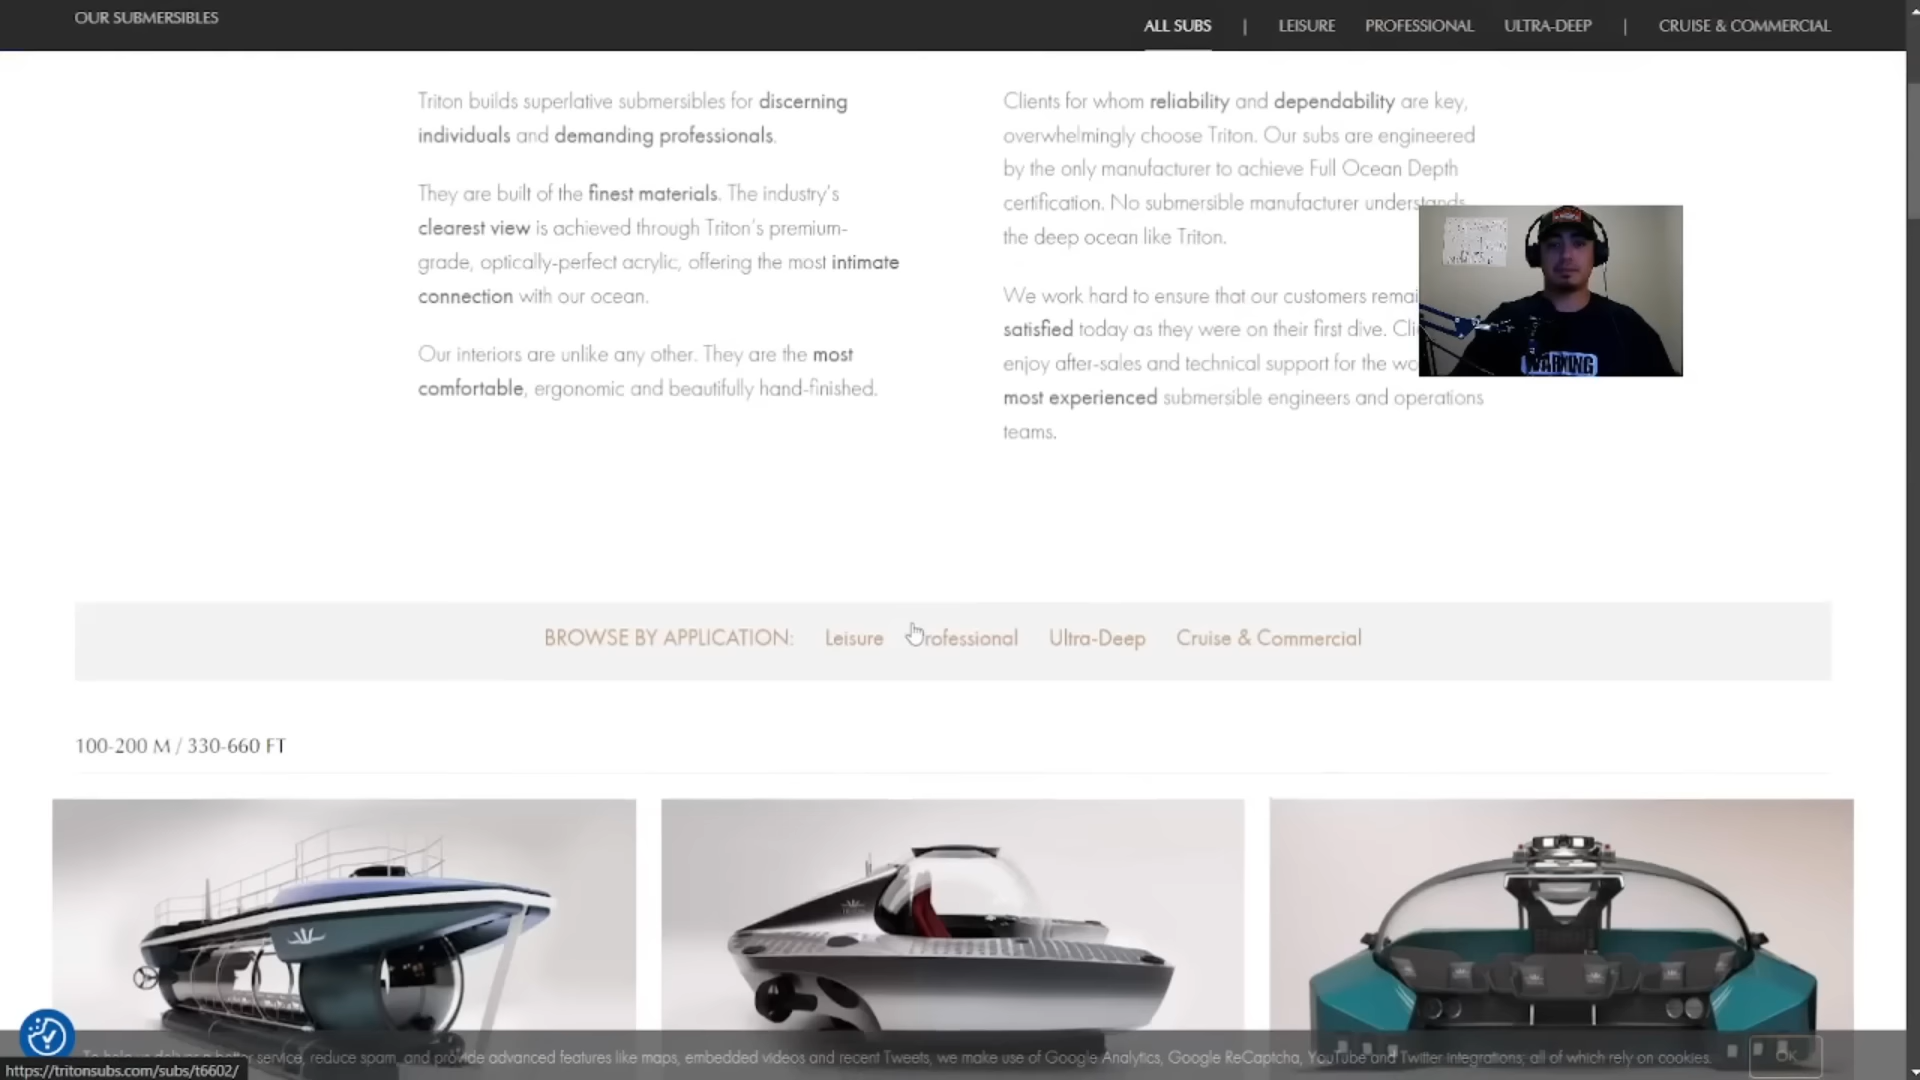 OUR SUBMERSIBLES
ALL SUBS | LEISURE PROFESSIONAL ULTRA-DEEP | CRUISE & COMMERCIAL
Triton builds superlative submersibles for discerning
individuals and demanding professionals.
They are built of the finest materials. The industry's
clearest view is achieved through Triton's premium-
grade, optically-perfect acrylic, offering the most intimate
connection with our ocean.
Our interiors are unlike any other. They are the most
comfortable, ergonomic and beautifully hand-finished.
Clients for whom reliability and dependability are key,
overwhelmingly choose Triton. Our subs are engineered
by the only manufacturer to achieve Full Ocean Depth
certification. No submersible manufacturer understands
the deep ocean like Triton.
We work hard to ensure that our customers
satisfied today as they were on their first dive.
enjoy after-sales and technical support for the
most experienced submersible engineers and operations
teams.
WARNING
BROWSE BY APPLICATION: Leisure Professional Ultra-Deep Cruise & Commercial
100-200 M / 330-660 FT
To help us deliver a better service, reduce spam, and provide advanced features like maps, embedded videos and recent Tweets, we make use of Google Analytics, Google ReCaptcha, YouTube and Twitter Integrations; all of which rely on cookies.
OK
https://tritonsubs.com/subs/t6602/